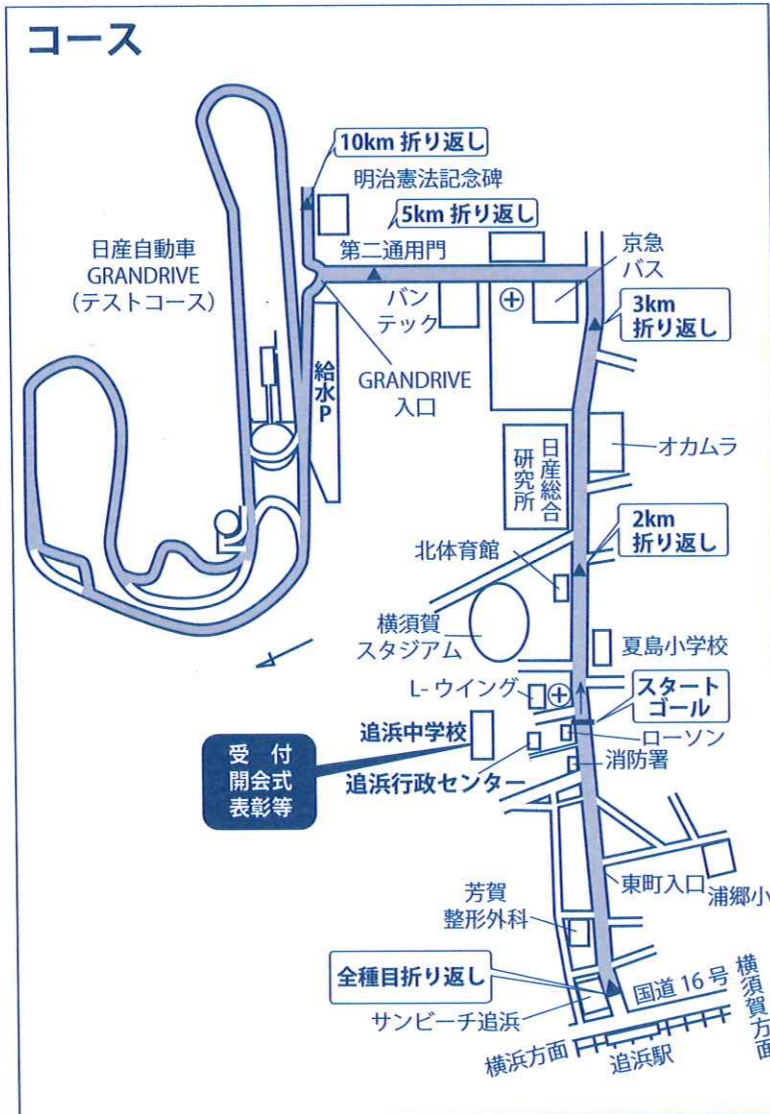 コース
10km 折り返し
明治憲法記念碑
5km 折り返し
日産自動車
GRANDRIVE
（テストコース）
第二通用門
京急
バス
バン
テック
3km
折り返し
給水P
GRANDRIVE
入口
オカムラ
日産総合
研究所
2km
折り返し
北体育館
横須賀
スタジアム
夏島小学校
L- ウイング
スタート
ゴール
追浜中学校
ローソン
消防署
受　付
開会式
表彰等
追浜行政センター
東町入口
浦郷小
芳賀
整形外科
全種目折り返し
国道 16 号
横須賀方面
サンビーチ追浜
横浜方面
追浜駅